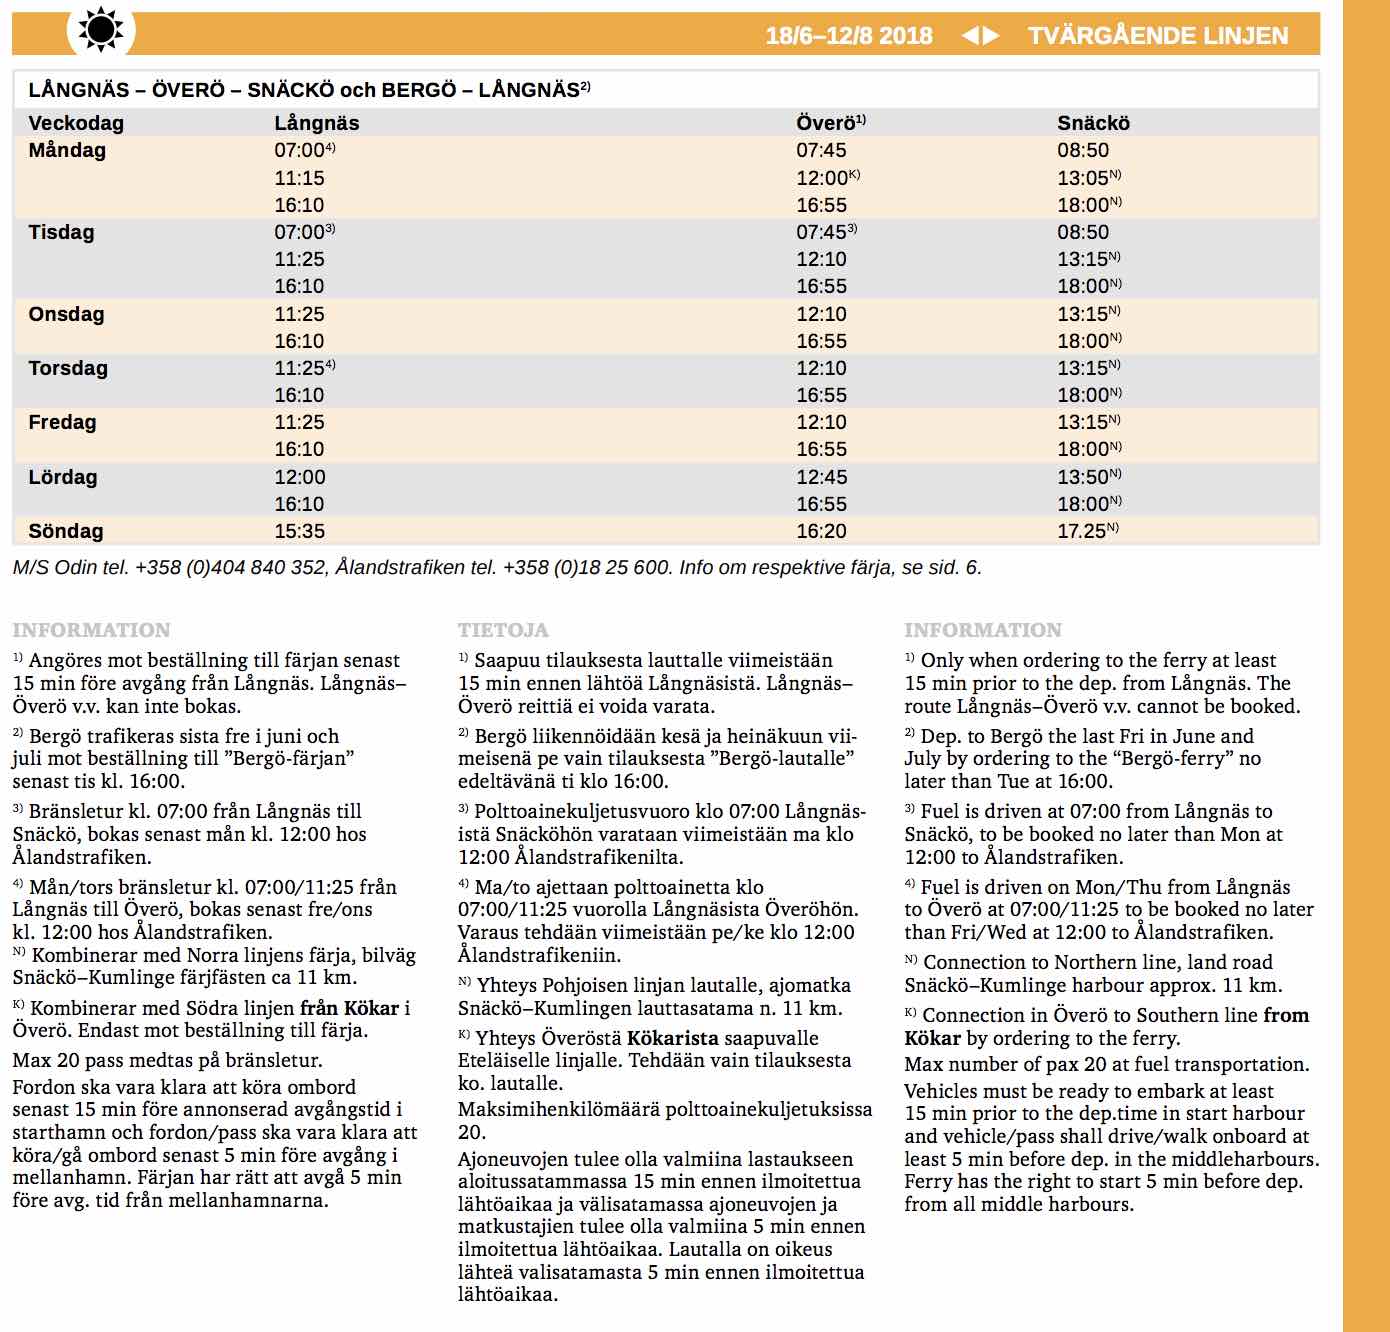 18/6–12/8 2018 ◀▶ TVÄRGÅENDE LINJEN
LÅNGNÄS – ÖVERÖ – SNÄCKÖ och BERGÖ – LÅNGNÄS2)
Veckodag Långnäs Överö1) Snäckö
Måndag 07:004) 07:45 08:50
11:15 12:00K) 13:05N)
16:10 16:55 18:00N)
Tisdag 07:003) 07:453) 08:50
11:25 12:10 13:15N)
16:10 16:55 18:00N)
Onsdag 11:25 12:10 13:15N)
16:10 16:55 18:00N)
Torsdag 11:254) 12:10 13:15N)
16:10 16:55 18:00N)
Fredag 11:25 12:10 13:15N)
16:10 16:55 18:00N)
Lördag 12:00 12:45 13:50N)
16:10 16:55 18:00N)
Söndag 15:35 16:20 17.25N)
M/S Odin tel. +358 (0)404 840 352, Ålandstrafiken tel. +358 (0)18 25 600. Info om respektive färja, se sid. 6.
INFORMATION
1) Angöres mot beställning till färjan senast
15 min före avgång från Långnäs. Långnäs–
Överö v.v. kan inte bokas.
2) Bergö trafikeras sista fre i juni och
juli mot beställning till ”Bergö-färjan”
senast tis kl. 16:00.
3) Bränsletur kl. 07:00 från Långnäs till
Snäckö, bokas senast mån kl. 12:00 hos
Ålandstrafiken.
4) Mån/tors bränsletur kl. 07:00/11:25 från
Långnäs till Överö, bokas senast fre/ons
kl. 12:00 hos Ålandstrafiken.
N) Kombinerar med Norra linjens färja, bilväg
Snäckö–Kumlinge färjfästen ca 11 km.
K) Kombinerar med Södra linjen från Kökar i
Överö. Endast mot beställning till färja.
Max 20 pass medtas på bränsletur.
Fordon ska vara klara att köra ombord
senast 15 min före annonserad avgångstid i
starthamn och fordon/pass ska vara klara att
köra/gå ombord senast 5 min före avgång i
mellanhamn. Färjan har rätt att avgå 5 min
före avg. tid från mellanhamnarna.
TIETOJA
1) Saapuu tilauksesta lauttalle viimeistään
15 min ennen lähtöä Långnäsistä. Långnäs–
Överö reittiä ei voida varata.
2) Bergö liikennöidään kesä ja heinäkuun vii-
meisenä pe vain tilauksesta ”Bergö-lautalle”
edeltävänä ti klo 16:00.
3) Polttoainekuljetusvuoro klo 07:00 Långnäs-
istä Snäcköhön varataan viimeistään ma klo
12:00 Ålandstrafikenilta.
4) Ma/to ajettaan polttoainetta klo
07:00/11:25 vuorolla Långnäsista Överöhön.
Varaus tehdään viimeistään pe/ke klo 12:00
Ålandstrafikeniin.
N) Yhteys Pohjoisen linjan lautalle, ajomatka
Snäckö–Kumlingen lauttasatama n. 11 km.
K) Yhteys Överöstä Kökarista saapuvalle
Eteläiselle linjalle. Tehdään vain tilauksesta
ko. lautalle.
Maksimihenkilömäärä polttoainekuljetuksissa
20.
Ajoneuvojen tulee olla valmiina lastaukseen
aloitussatammassa 15 min ennen ilmoitettua
lähtöaikaa ja välisatamassa ajoneuvojen ja
matkustajien tulee olla valmiina 5 min ennen
ilmoitettua lähtöaikaa. Lautalla on oikeus
lähteä valisatamasta 5 min ennen ilmoitettua
lähtöaikaa.
INFORMATION
1) Only when ordering to the ferry at least
15 min prior to the dep. from Långnäs. The
route Långnäs–Överö v.v. cannot be booked.
2) Dep. to Bergö the last Fri in June and
July by ordering to the “Bergö-ferry” no
later than Tue at 16:00.
3) Fuel is driven at 07:00 from Långnäs to
Snäckö, to be booked no later than Mon at
12:00 to Ålandstrafiken.
4) Fuel is driven on Mon/Thu from Långnäs
to Överö at 07:00/11:25 to be booked no later
than Fri/Wed at 12:00 to Ålandstrafiken.
N) Connection to Northern line, land road
Snäckö–Kumlinge harbour approx. 11 km.
K) Connection in Överö to Southern line from
Kökar by ordering to the ferry.
Max number of pax 20 at fuel transportation.
Vehicles must be ready to embark at least
15 min prior to the dep.time in start harbour
and vehicle/pass shall drive/walk onboard at
least 5 min before dep. in the middleharbours.
Ferry has the right to start 5 min before dep.
from all middle harbours.